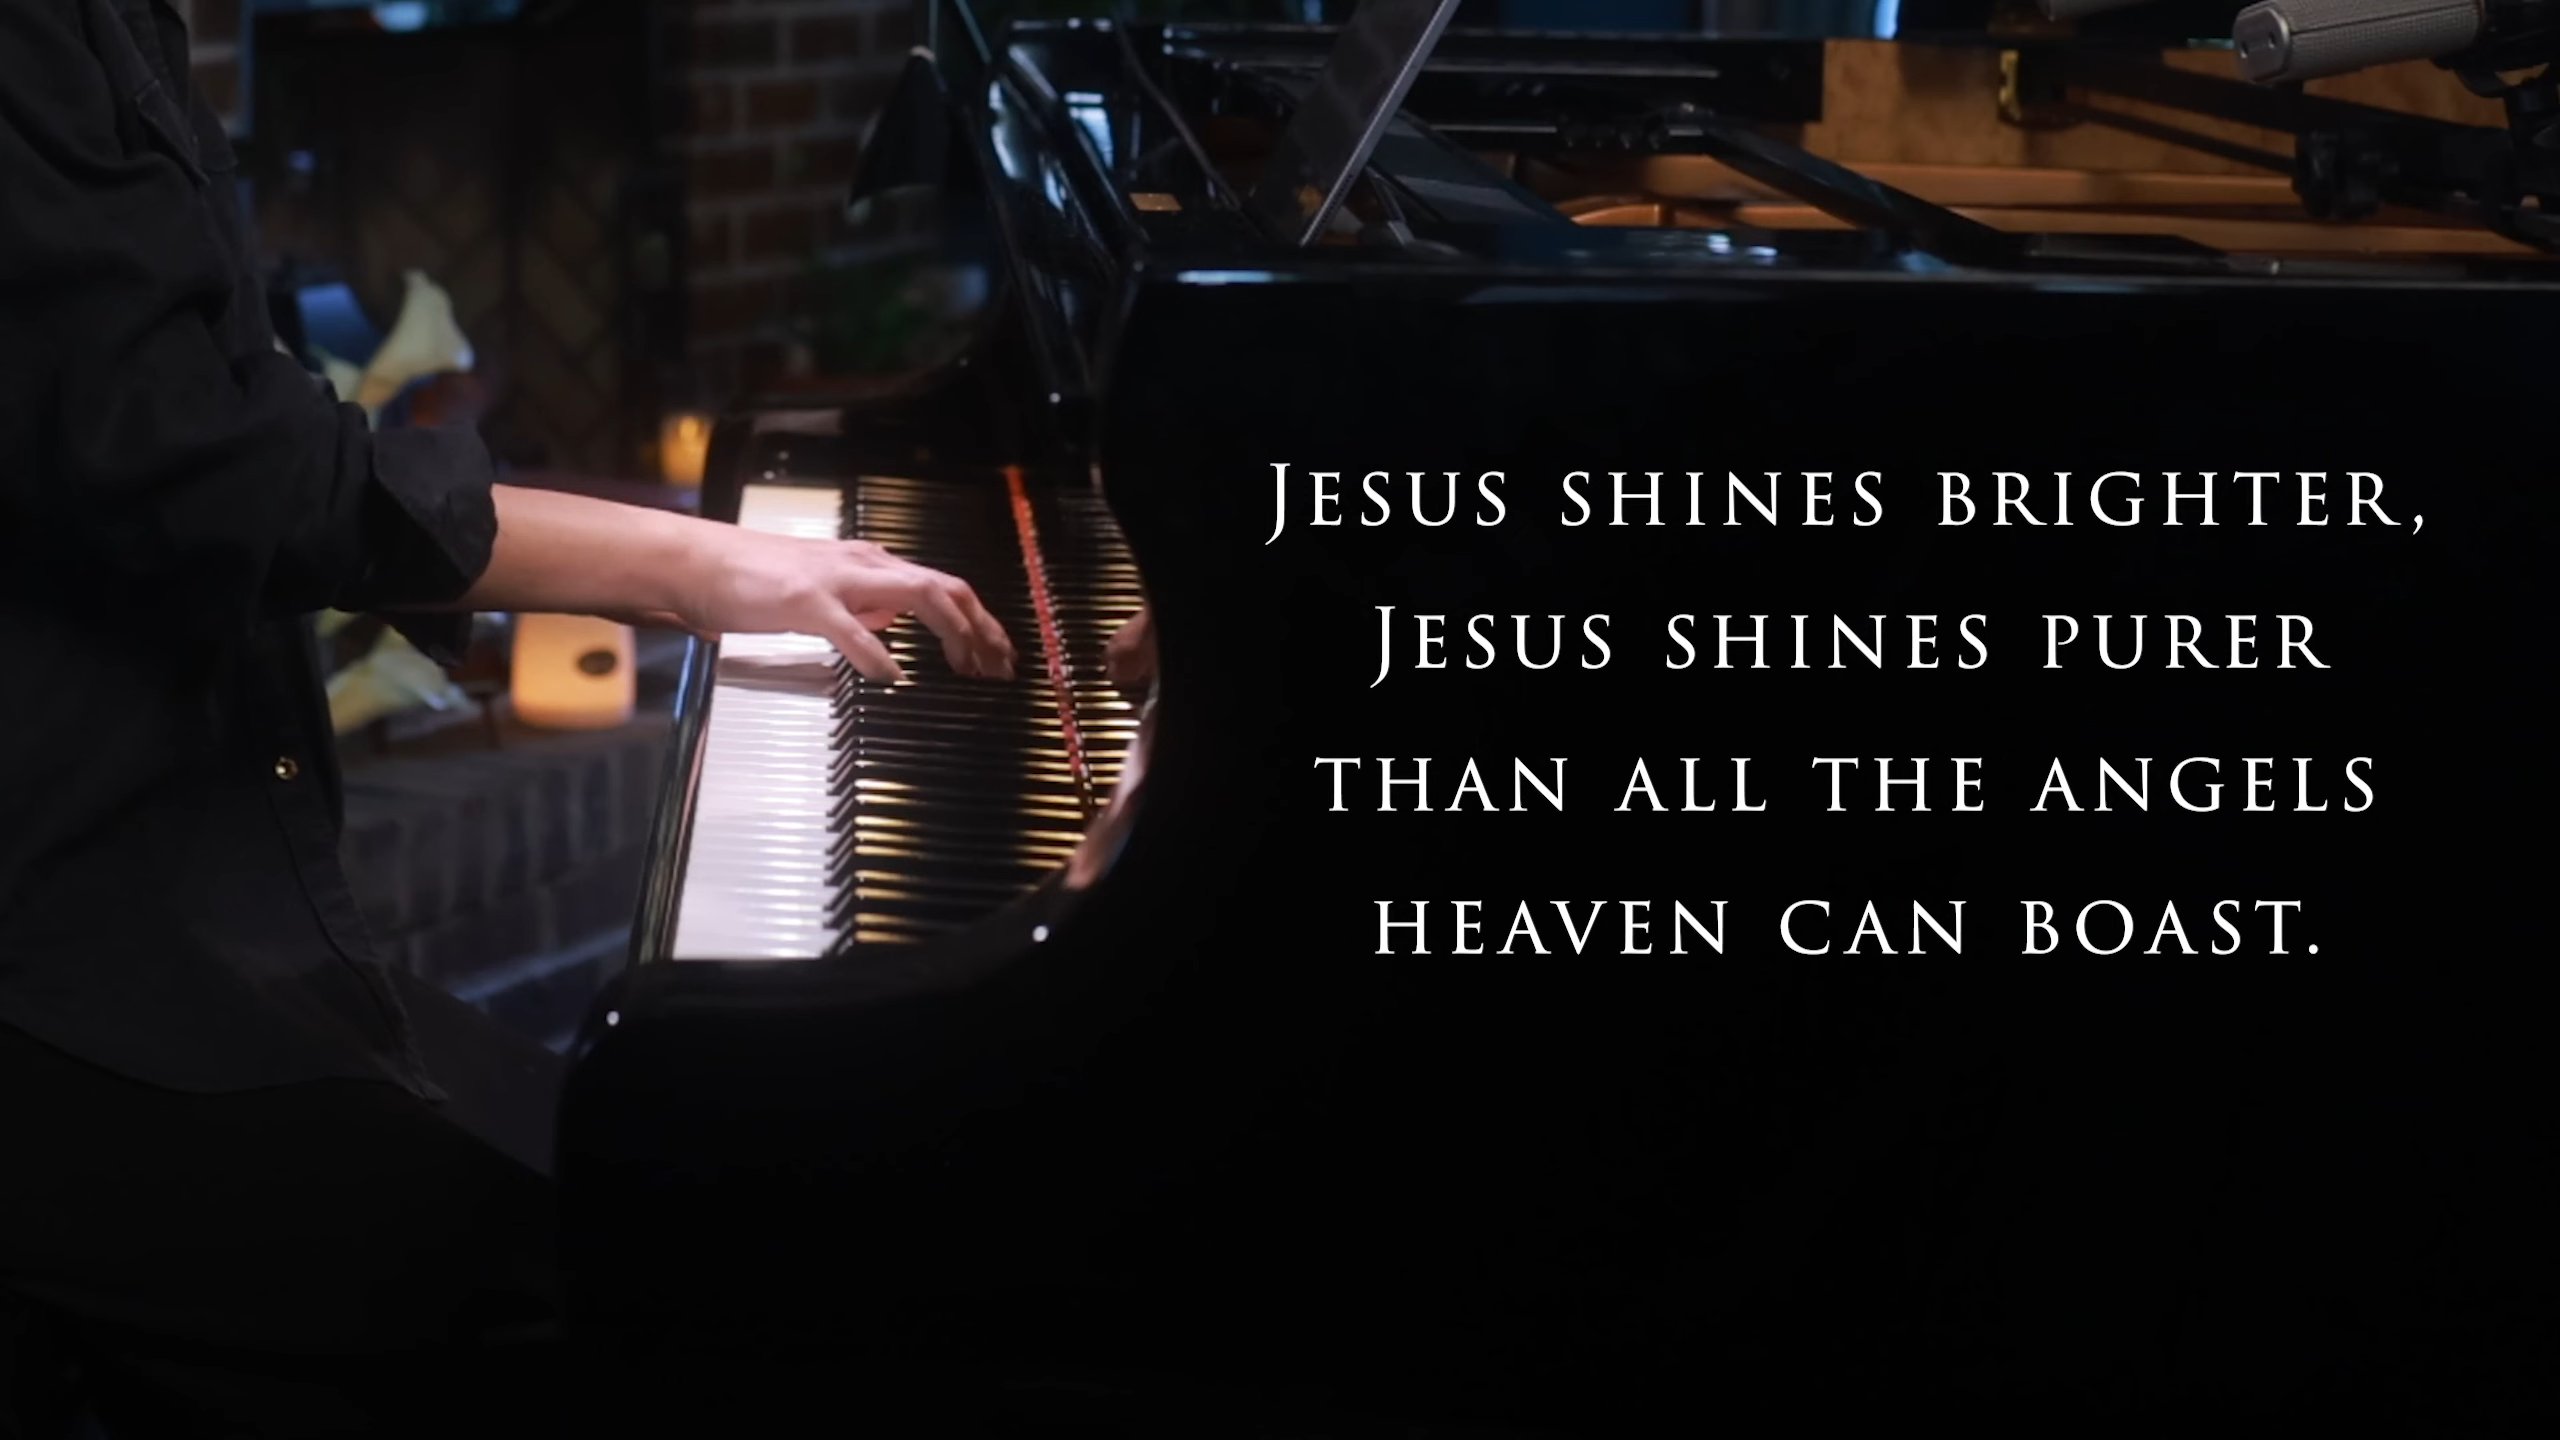 Jesus shines brighter,
Jesus shines purer
than all the angels
heaven can boast.